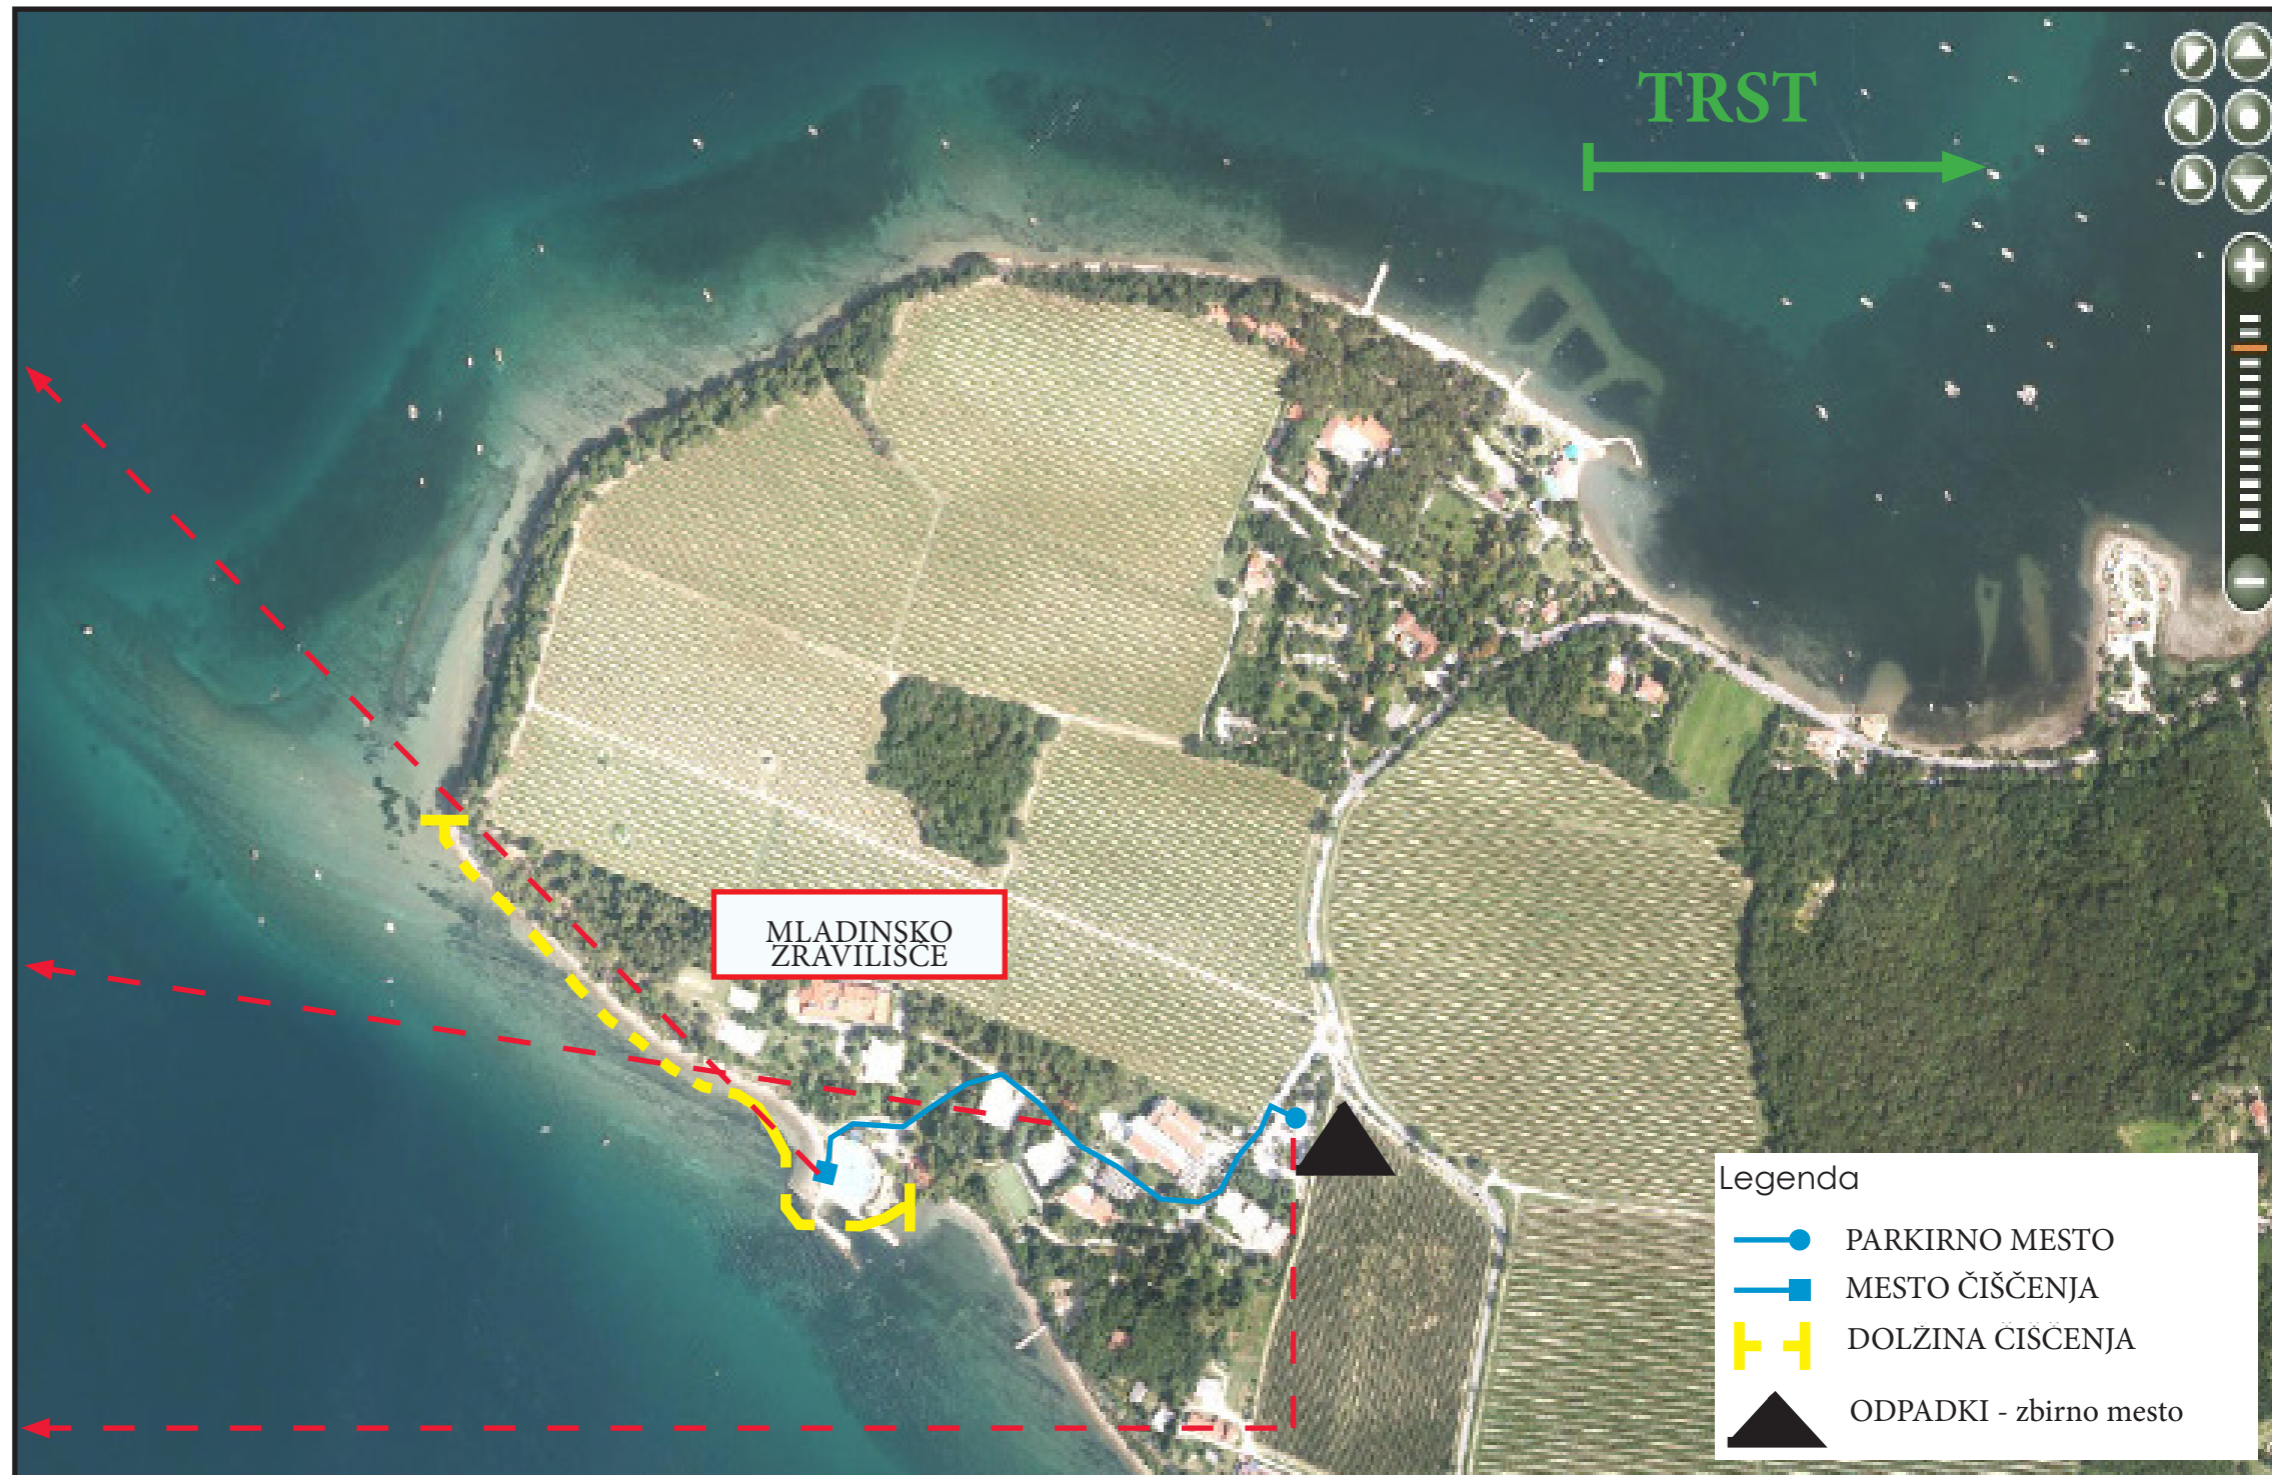 TRST
MLADINSKO
ZRAVILIŠČE
Legenda
PARKIRNO MESTO
MESTO ČIŠČENJA
DOLŽINA ČIŠČENJA
ODPADKI - zbirno mesto